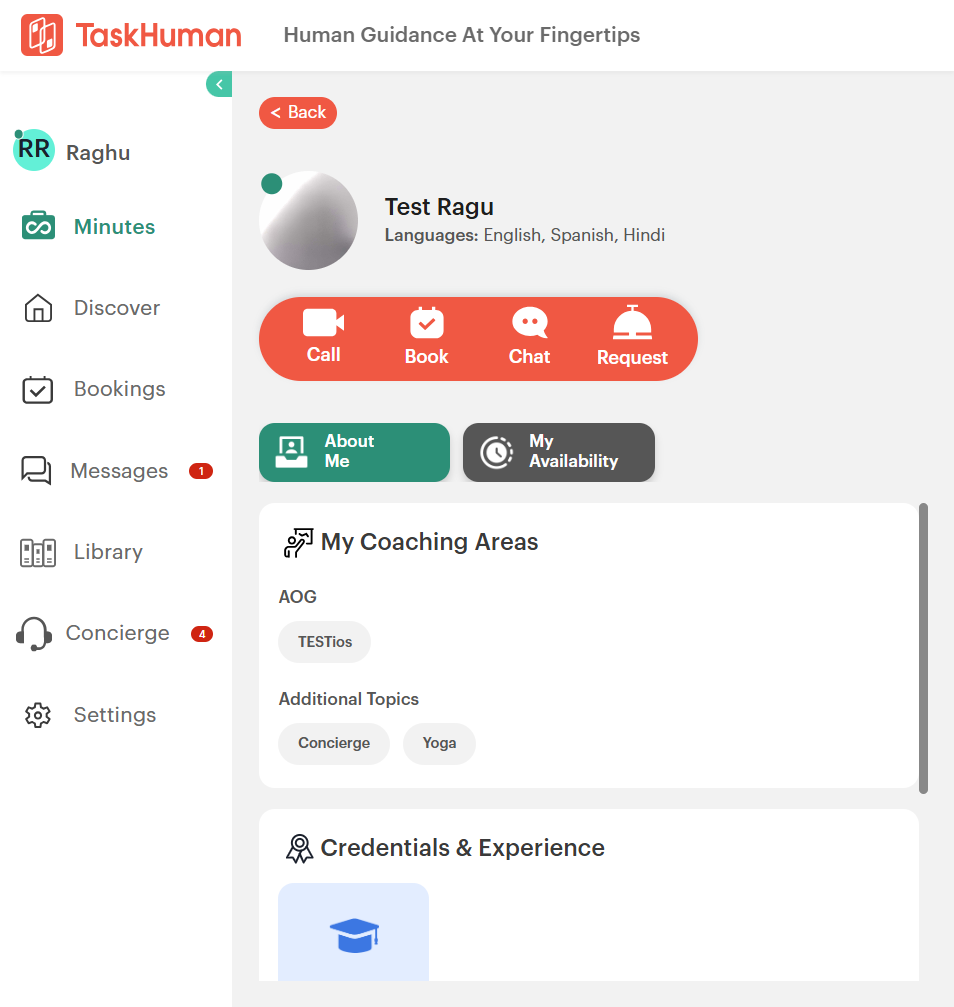 TaskHuman
Human Guidance At Your Fingertips
< Back
RR
Raghu
Minutes
Discover
Bookings
Messages 1
Library
Concierge 4
Settings
Test Ragu
Languages: English, Spanish, Hindi
Call
Book
Chat
Request
About
Me
My
Availability
My Coaching Areas
AOG
TESTios
Additional Topics
Concierge
Yoga
Credentials & Experience